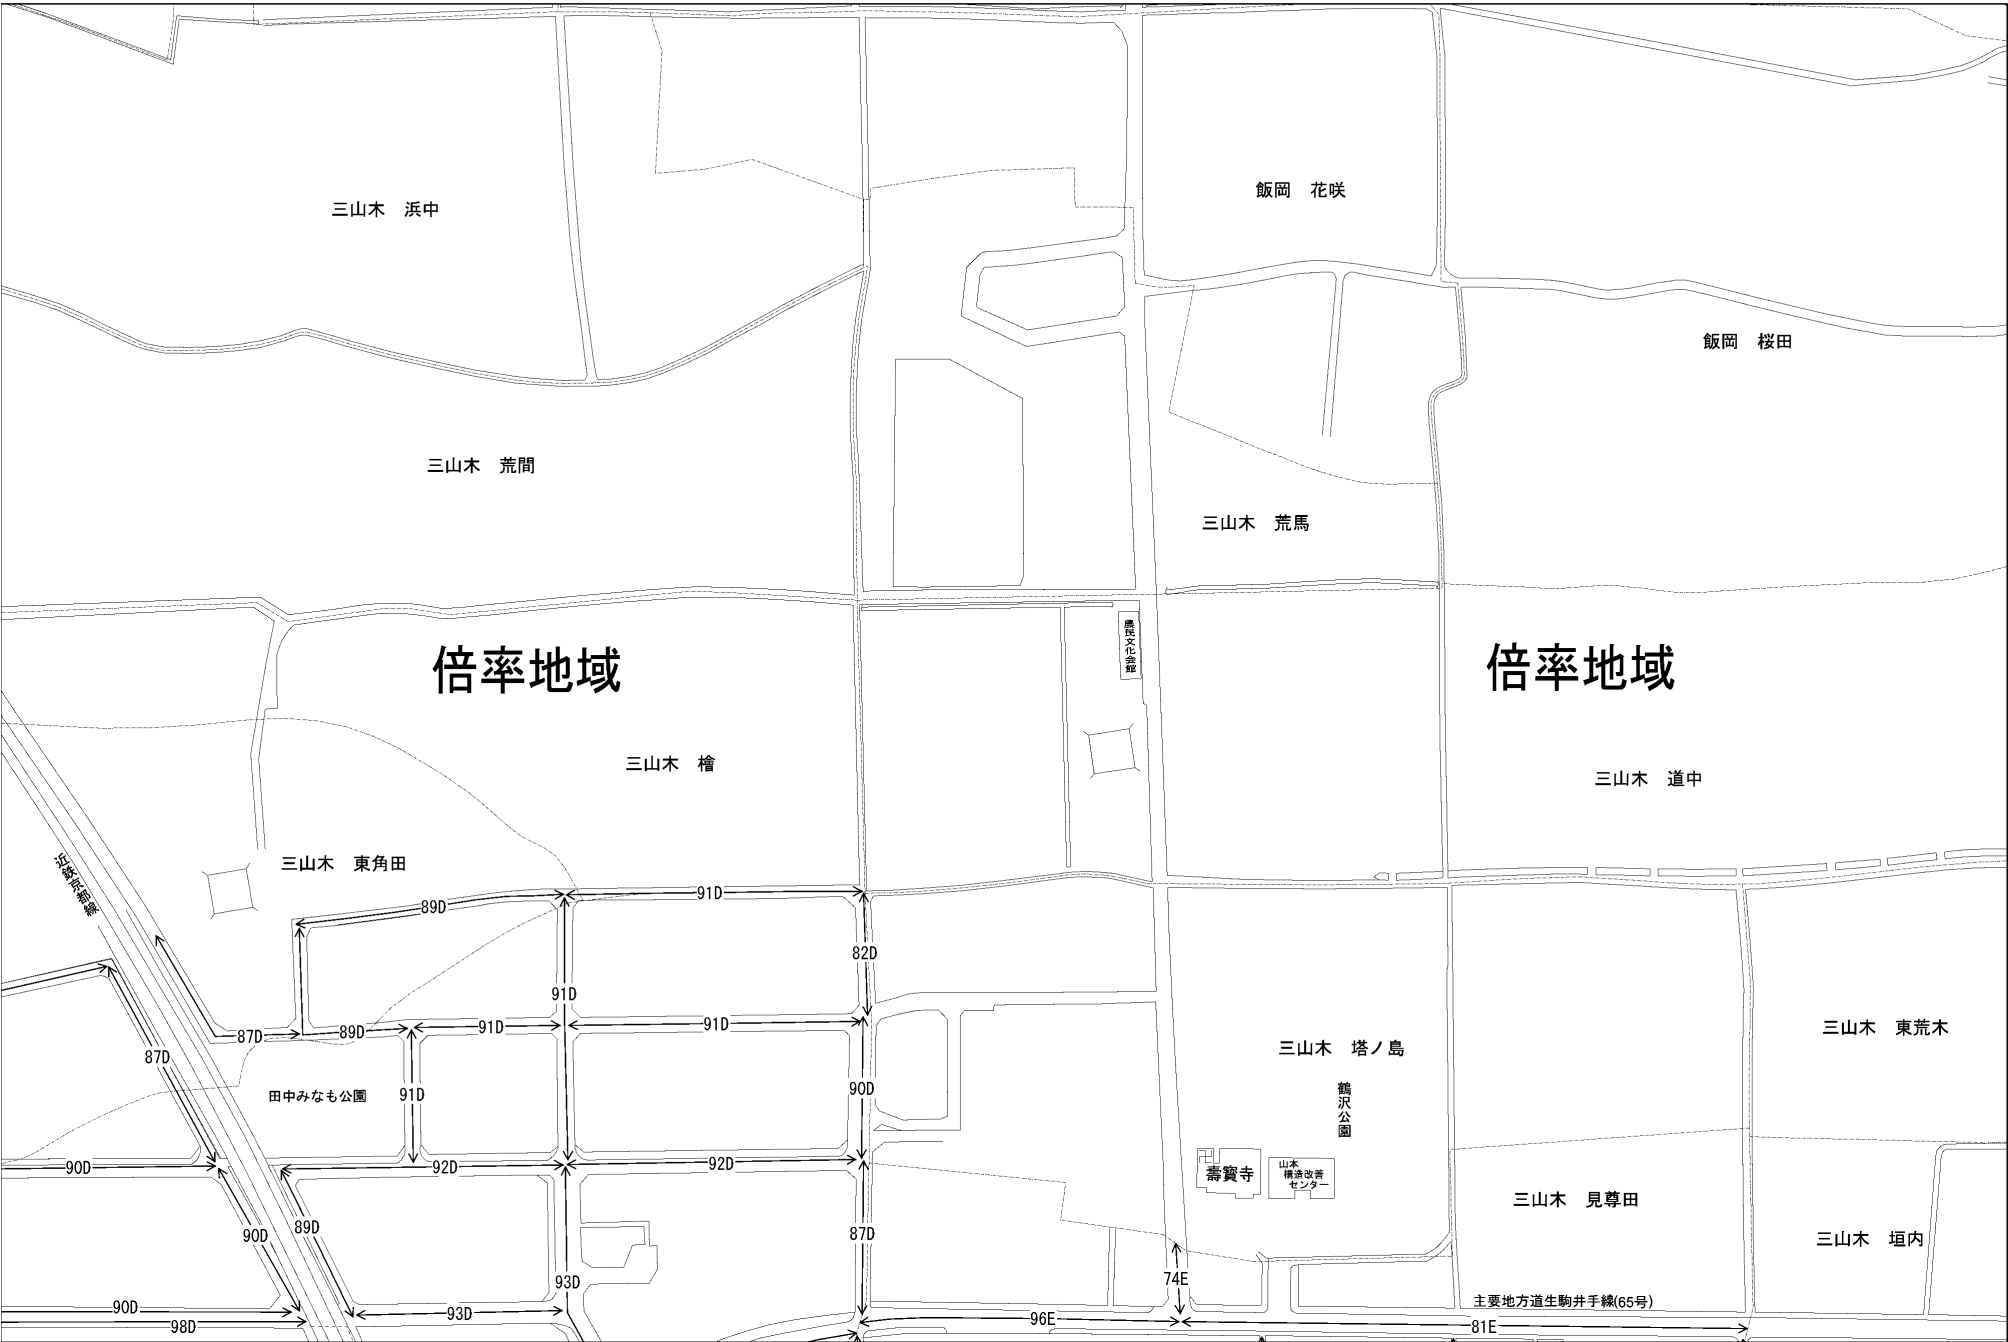 三山木　浜中
飯岡　花咲
飯岡　桜田
三山木　荒間
三山木　荒馬
倍率地域
農民文化会館
倍率地域
三山木　檜
三山木　道中
近鉄京都線
三山木　東角田
89D
91D
82D
91D
87D
89D
91D
91D
87D
三山木　東荒木
三山木　塔ノ島
田中みなも公園
91D
90D
鶴沢公園
90D
92D
92D
卍
壽寳寺
山本
構造改善
センター
三山木　見尊田
三山木　垣内
90D
89D
87D
93D
74E
90D
98D
93D
96E
主要地方道生駒井手線(65号)
81E